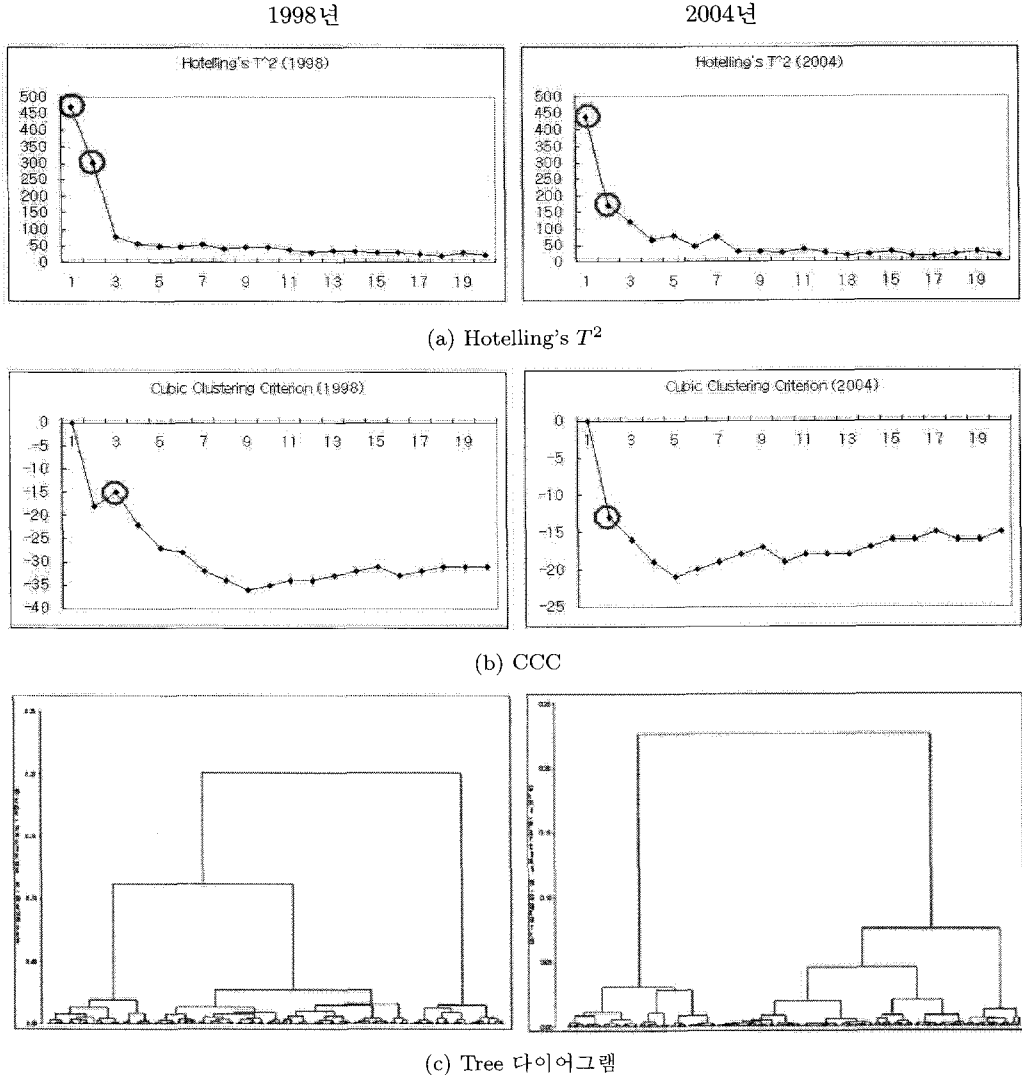 1998년
2004년
Hotelling's T^2 (1998)
500
450
400
350
300
250
200
150
100
50
0
1 3 5 7 9 11 13 15 17 19
Hotelling's T^2 (2004)
500
450
400
350
300
250
200
150
100
50
0
1 3 5 7 9 11 13 15 17 19
(a) Hotelling's T²
Cubic Clustering Criterion (1998)
0
-5
-10
-15
-20
-25
-30
-35
-40
1 3 5 7 9 11 13 15 17 19
Cubic Clustering Criterion (2004)
0
-5
-10
-15
-20
-25
1 3 5 7 9 11 13 15 17 19
(b) CCC
(c) Tree 다이어그램